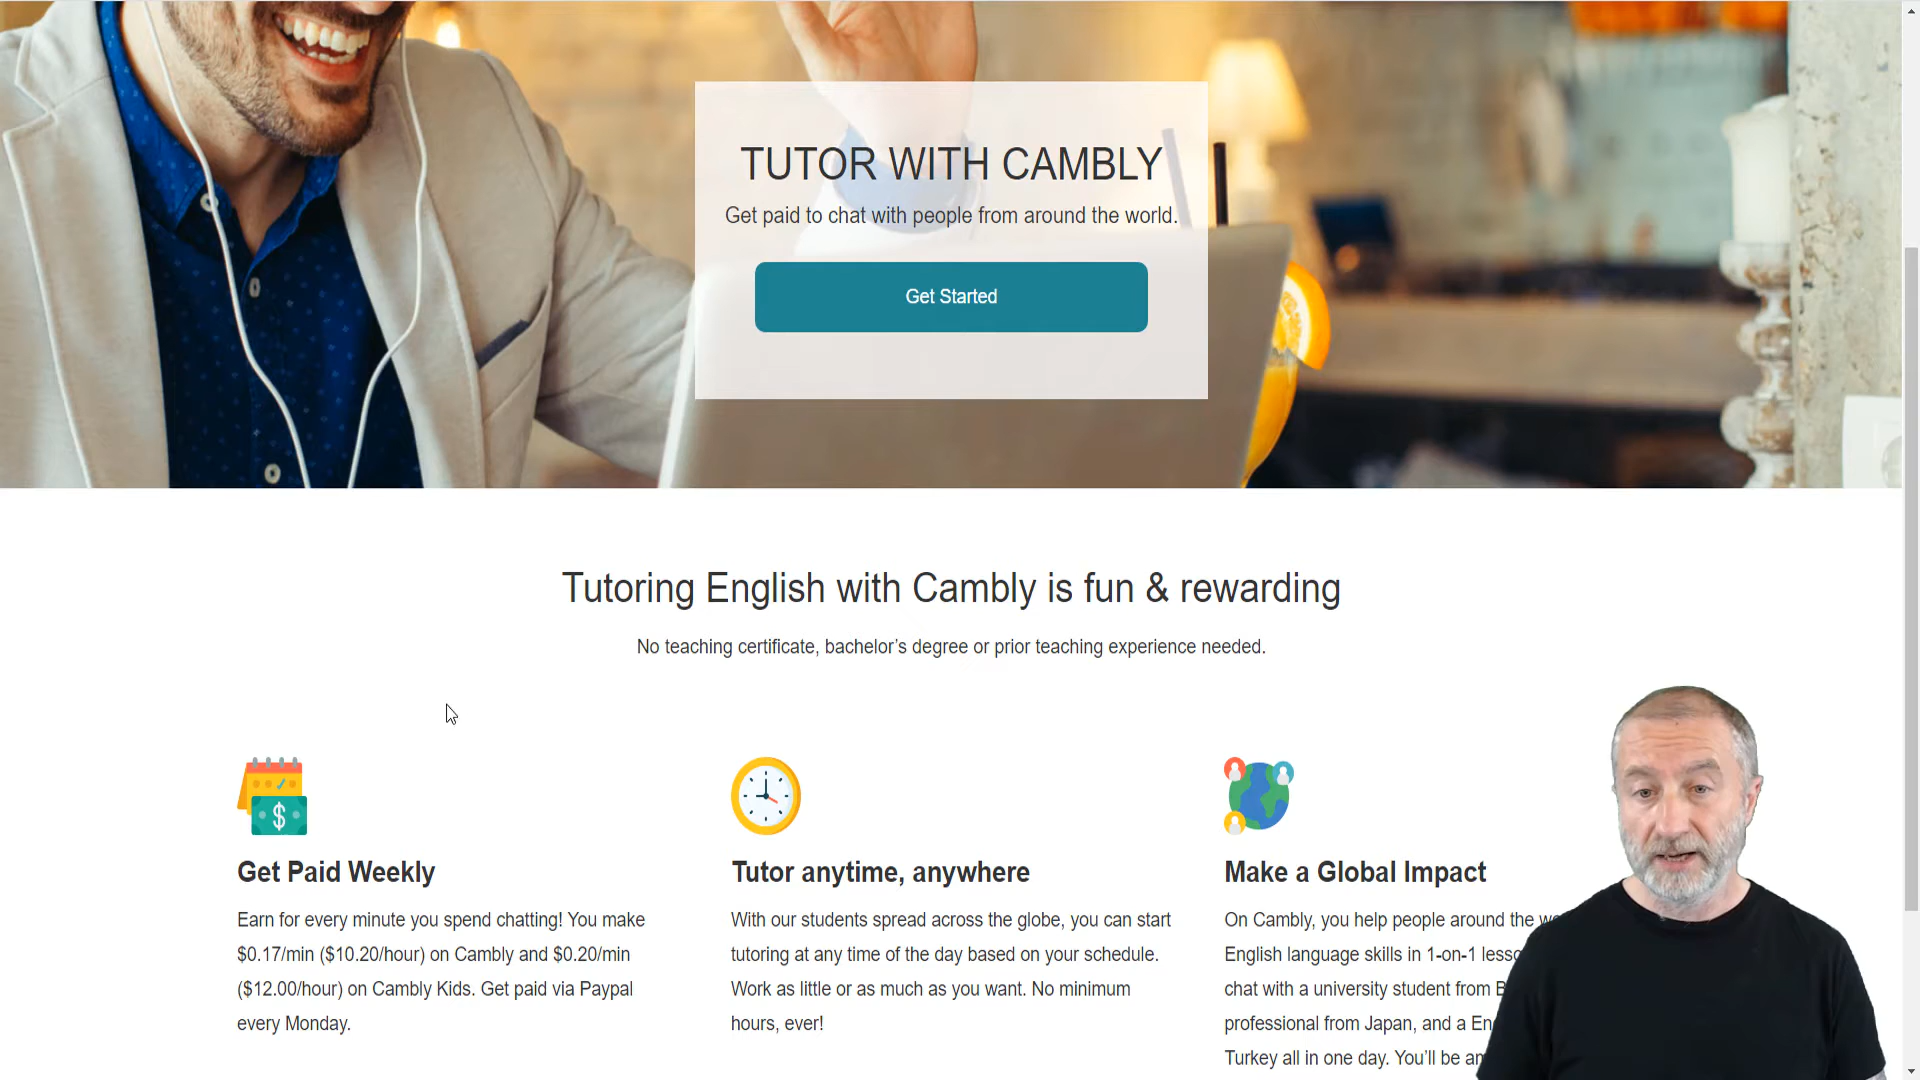 TUTOR WITH CAMBLY
Get paid to chat with people from around the world.
Get Started
Tutoring English with Cambly is fun & rewarding
No teaching certificate, bachelor’s degree or prior teaching experience needed.
Get Paid Weekly
Earn for every minute you spend chatting! You make
$0.17/min ($10.20/hour) on Cambly and $0.20/min
($12.00/hour) on Cambly Kids. Get paid via Paypal
every Monday.
Tutor anytime, anywhere
With our students spread across the globe, you can start
tutoring at any time of the day based on your schedule.
Work as little or as much as you want. No minimum
hours, ever!
Make a Global Impact
On Cambly, you help people around the
English language skills in 1-on-1
chat with a university student from
professional from Japan, and a
Turkey all in one day. You’ll be